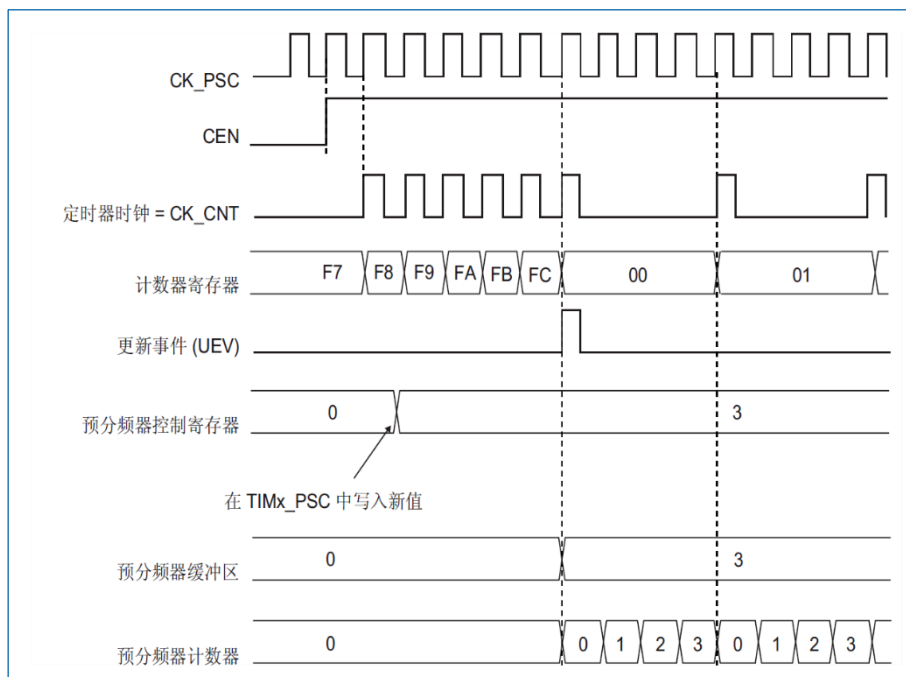 CK_PSC
CEN
定时器时钟 = CK_CNT
计数器寄存器 F7 F8 F9 FA FB FC 00 01
更新事件 (UEV)
预分频器控制寄存器 0 3
在 TIMx_PSC 中写入新值
预分频器缓冲区 0 3
预分频器计数器 0 0 1 2 3 0 1 2 3